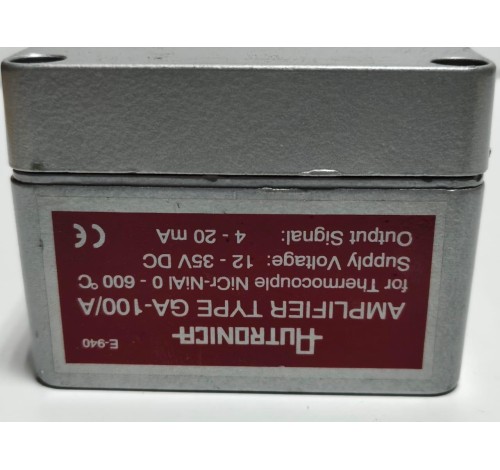 E-940
AUTRONICA
AMPLIFIER TYPE GA-100/A
for Thermocouple NiCr-NiAl 0 - 600 °C
Supply Voltage: 12 - 35V DC
Output Signal: 4 - 20 mA
CE